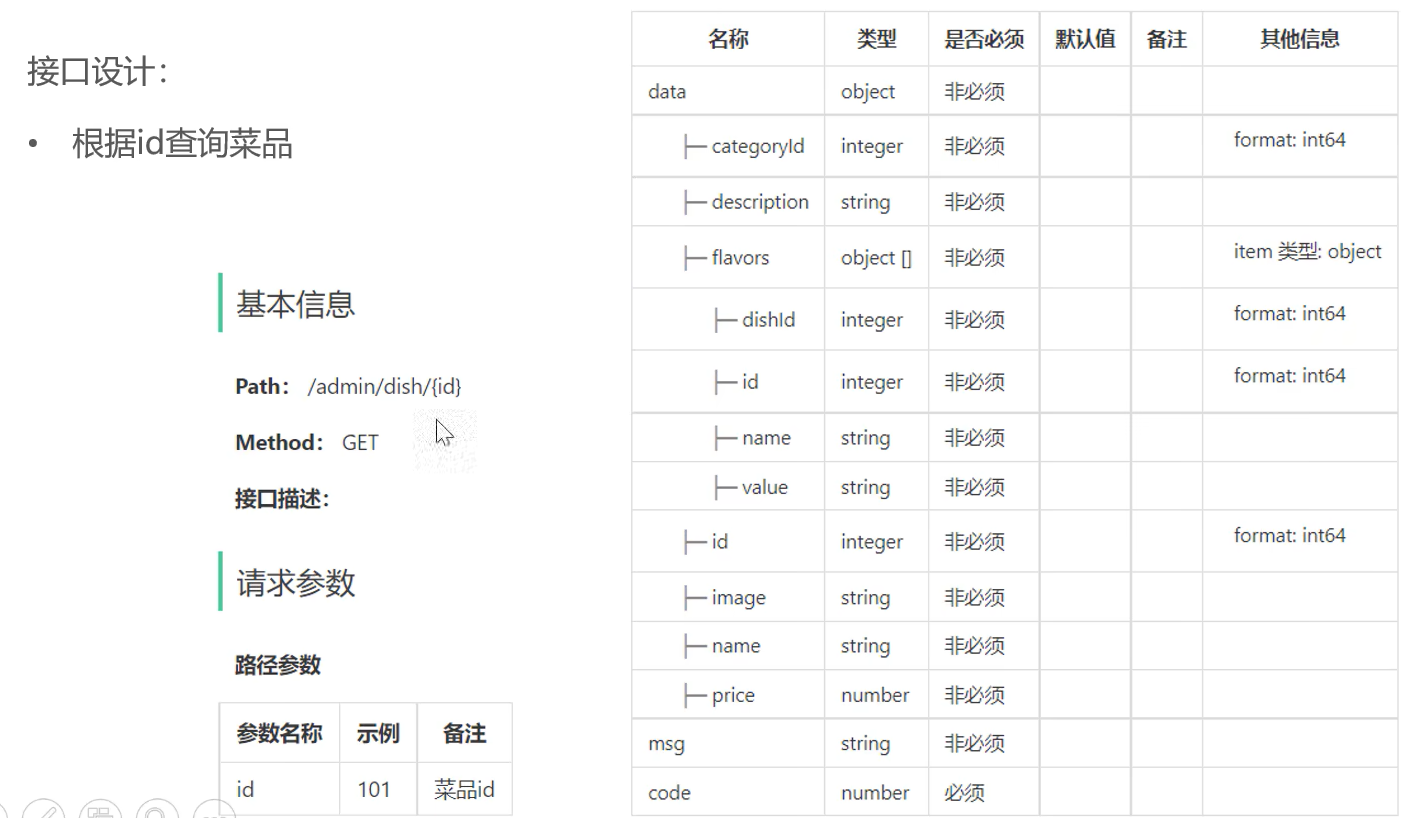 接口设计：
• 根据id查询菜品
基本信息
Path： /admin/dish/{id}
Method： GET
接口描述：
请求参数
路径参数
参数名称 示例 备注
id 101 菜品id
名称 类型 是否必须 默认值 备注 其他信息
data object 非必须
├─ categoryId integer 非必须 format: int64
├─ description string 非必须
├─ flavors object [] 非必须 item 类型: object
├─ dishId integer 非必须 format: int64
├─ id integer 非必须 format: int64
├─ name string 非必须
├─ value string 非必须
├─ id integer 非必须 format: int64
├─ image string 非必须
├─ name string 非必须
├─ price number 非必须
msg string 非必须
code number 必须